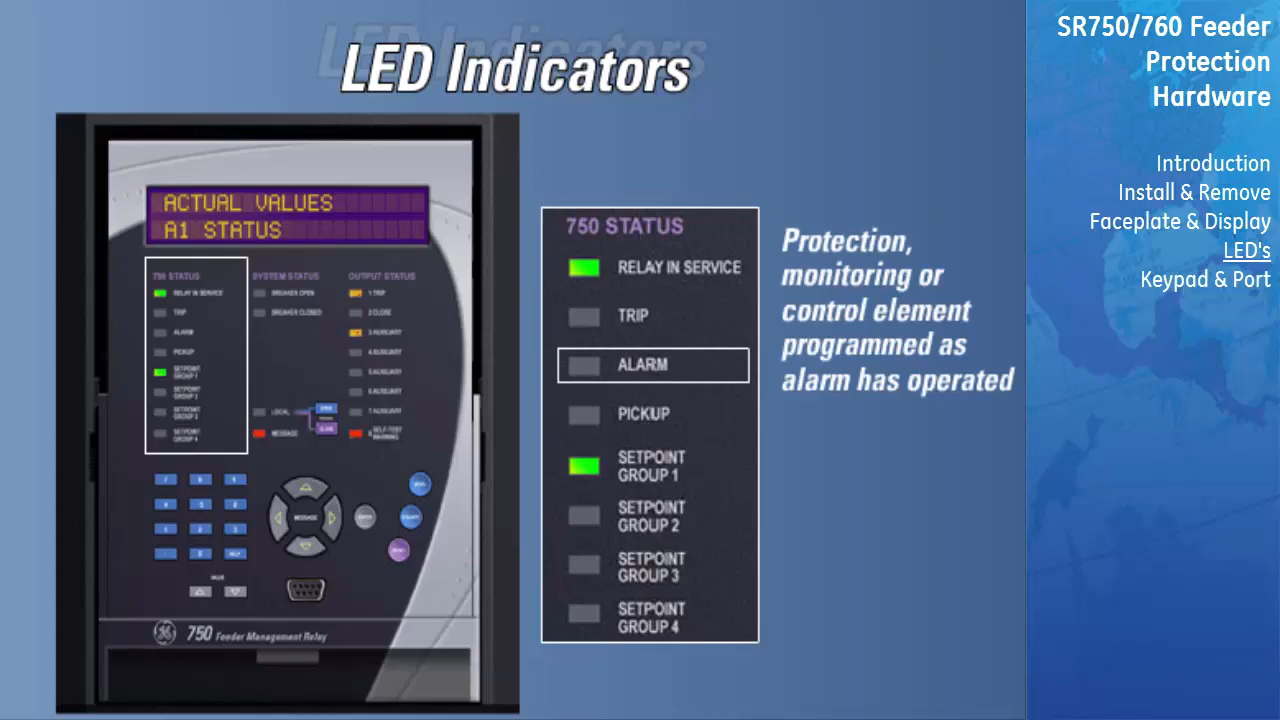 LED Indicators
SR750/760 Feeder
Protection
Hardware
Introduction
Install & Remove
Faceplate & Display
LED's
Keypad & Port
ACTUAL VALUES
A1 STATUS
750 STATUS
RELAY IN SERVICE
TRIP
ALARM
PICKUP
SETPOINT
GROUP 1
SETPOINT
GROUP 2
SETPOINT
GROUP 3
SETPOINT
GROUP 4
SYSTEM STATUS
BREAKER OPEN
BREAKER CLOSED
LOCAL
MESSAGE
OUTPUT STATUS
1 TRIP
2 CLOSE
3 AUXILIARY
4 AUXILIARY
5 AUXILIARY
6 AUXILIARY
7 AUXILIARY
8 SELF-TEST
WARNING
MESSAGE
VALUE
HELP
GE
750 Feeder Management Relay
750 STATUS
RELAY IN SERVICE
TRIP
ALARM
PICKUP
SETPOINT
GROUP 1
SETPOINT
GROUP 2
SETPOINT
GROUP 3
SETPOINT
GROUP 4
Protection,
monitoring or
control element
programmed as
alarm has operated